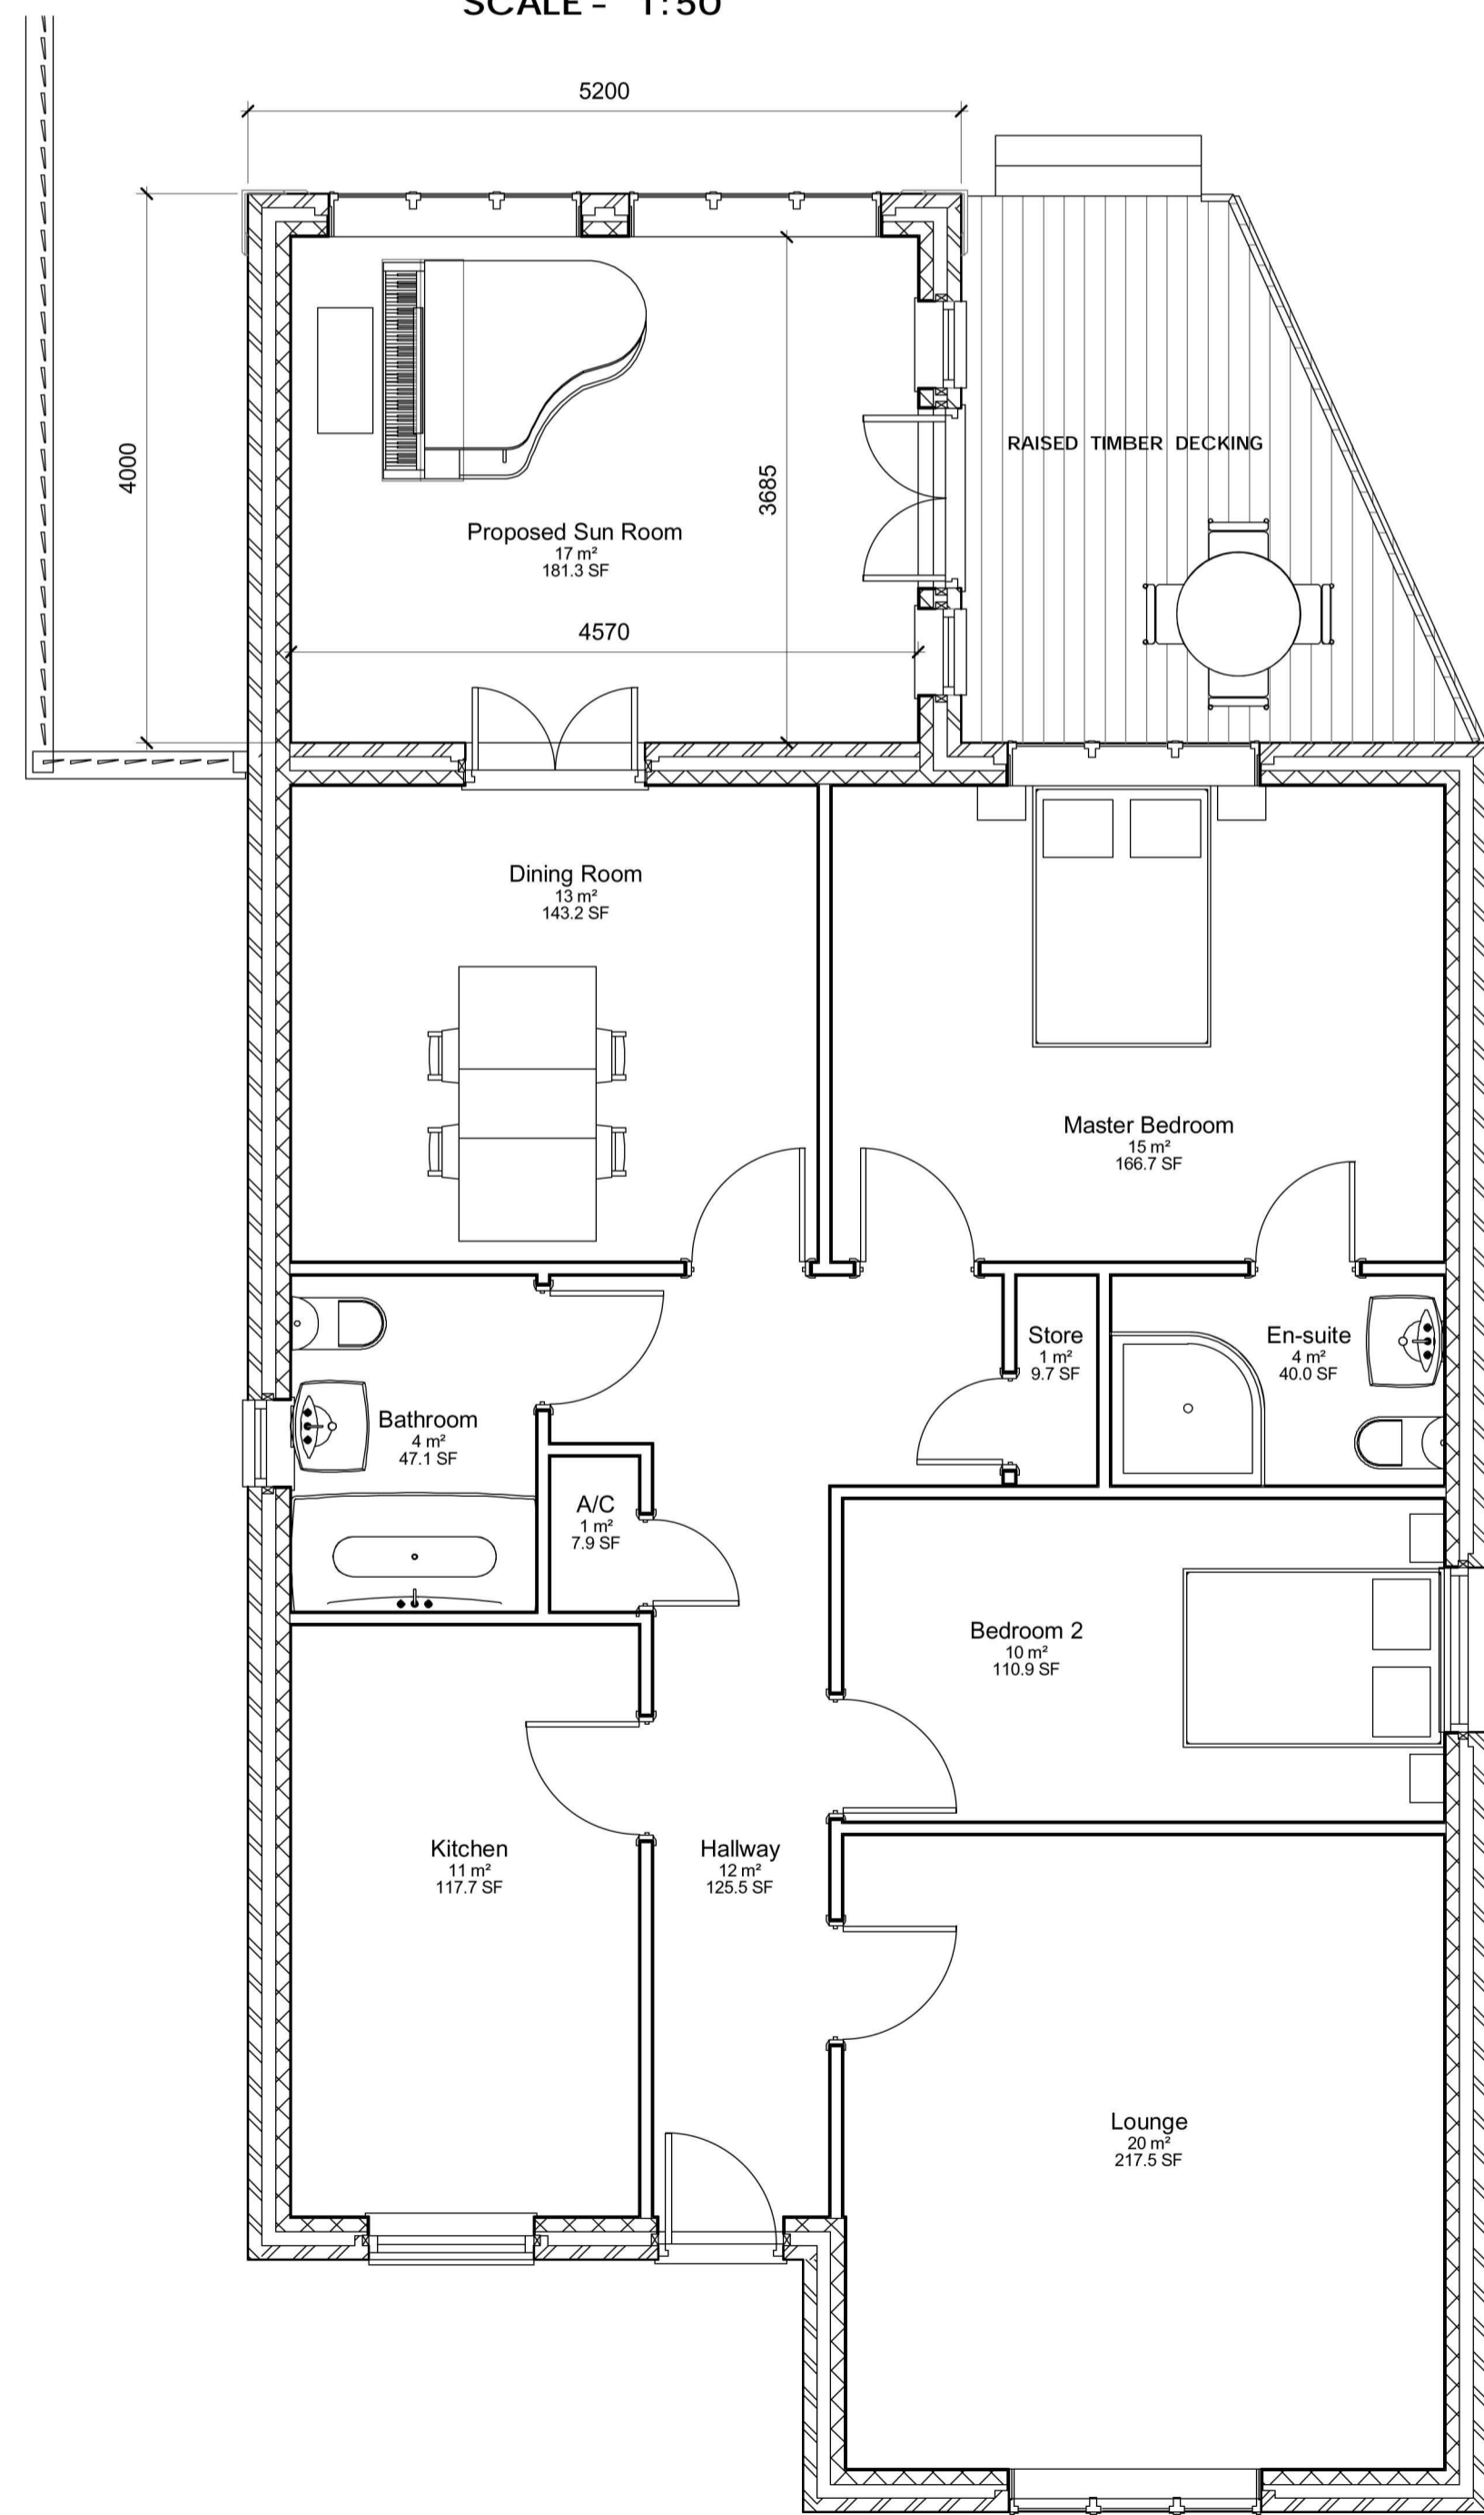 SCALE - 1:50
5200
4000
3685
RAISED TIMBER DECKING
Proposed Sun Room
17 m²
181.3 SF
4570
Dining Room
13 m²
143.2 SF
Master Bedroom
15 m²
166.7 SF
Store
1 m²
9.7 SF
En-suite
4 m²
40.0 SF
Bathroom
4 m²
47.1 SF
A/C
1 m²
7.9 SF
Bedroom 2
10 m²
110.9 SF
Kitchen
11 m²
117.7 SF
Hallway
12 m²
125.5 SF
Lounge
20 m²
217.5 SF